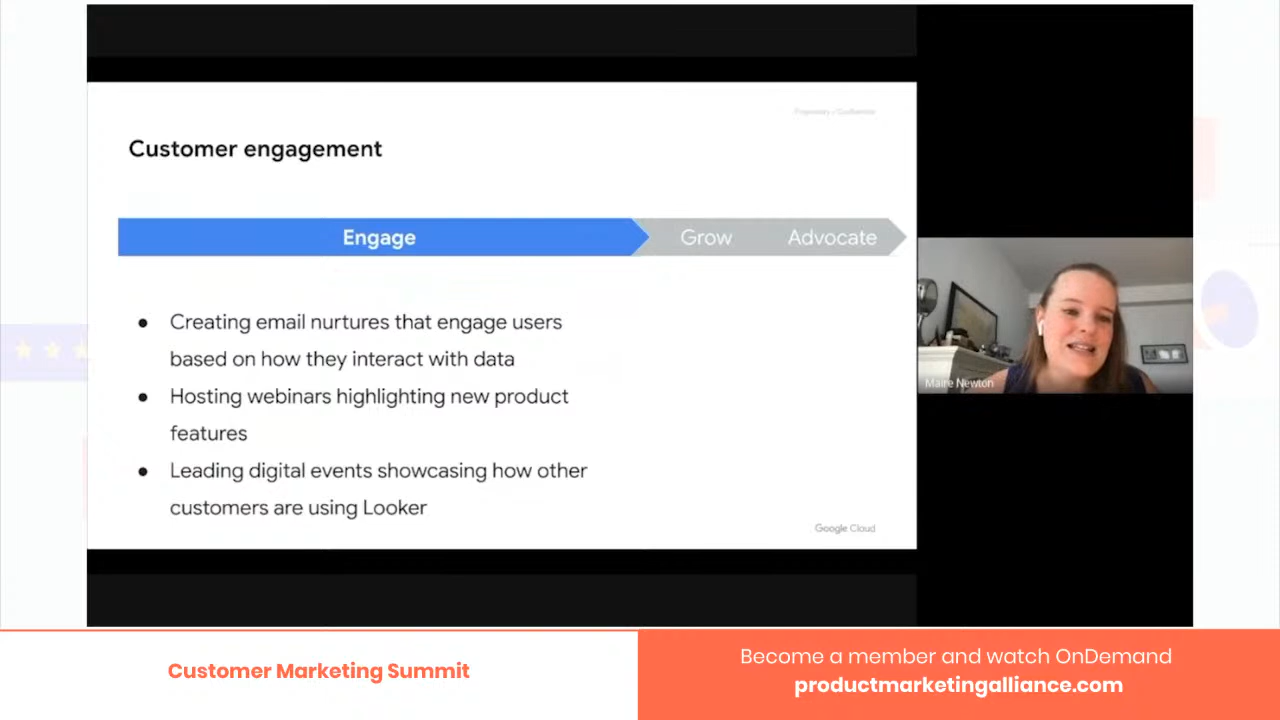 Proprietary + Confidential
Customer engagement
Engage
Grow
Advocate
● Creating email nurtures that engage users
based on how they interact with data
● Hosting webinars highlighting new product
features
● Leading digital events showcasing how other
customers are using Looker
Google Cloud
Maire Newton
Customer Marketing Summit
Become a member and watch OnDemand
productmarketingalliance.com